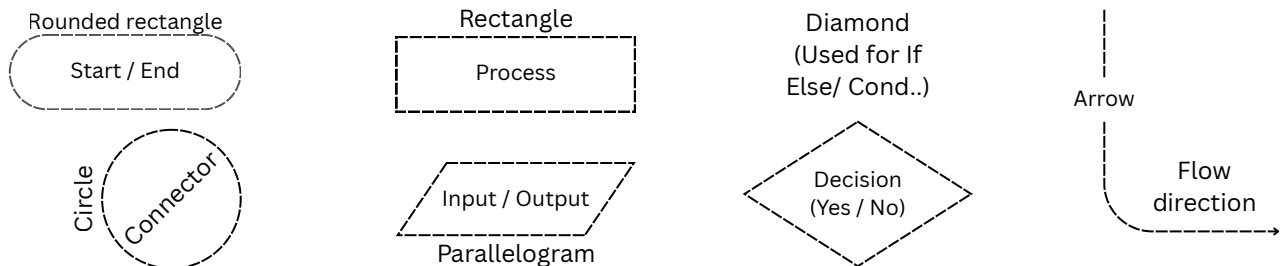 Rounded rectangle
Start / End
Rectangle
Process
Diamond
(Used for If
Else/ Cond..)
Arrow
Circle
Connector
Input / Output
Parallelogram
Decision
(Yes / No)
Flow
direction